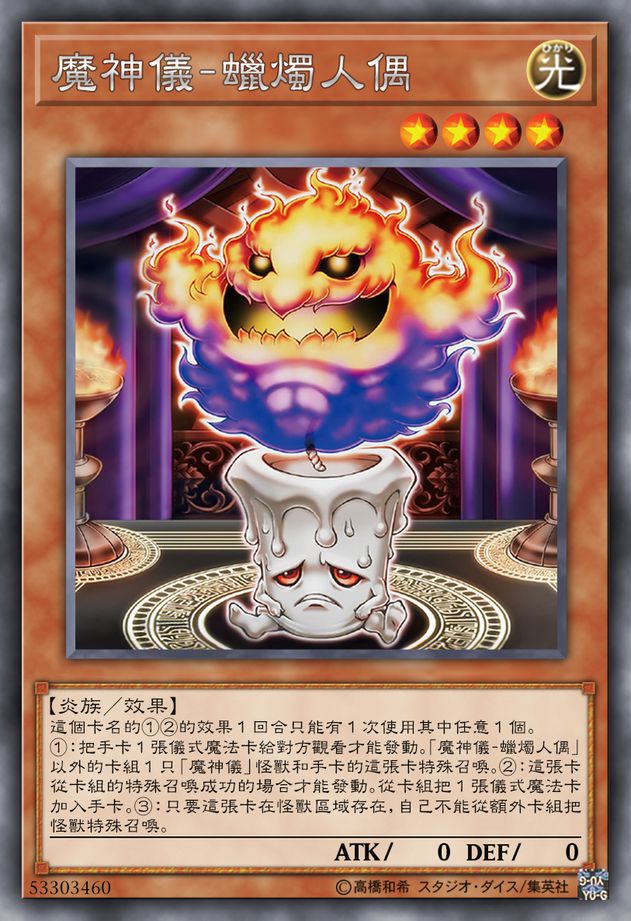 魔神儀-蠟燭人偶
ひかり
光
【炎族／效果】
這個卡名的①②的效果1回合只能有1次使用其中任意1個。
①：把手卡1張儀式魔法卡給對方觀看才能發動。「魔神儀-蠟燭人偶」
以外的卡組1只「魔神儀」怪獸和手卡的這張卡特殊召喚。②：這張卡
從卡組的特殊召喚成功的場合才能發動。從卡組把1張儀式魔法卡
加入手卡。③：只要這張卡在怪獸區域存在，自己不能從額外卡組把
怪獸特殊召喚。
ATK/ 0 DEF/ 0
53303460 ©高橋和希 スタジオ・ダイス/集英社
YU-G